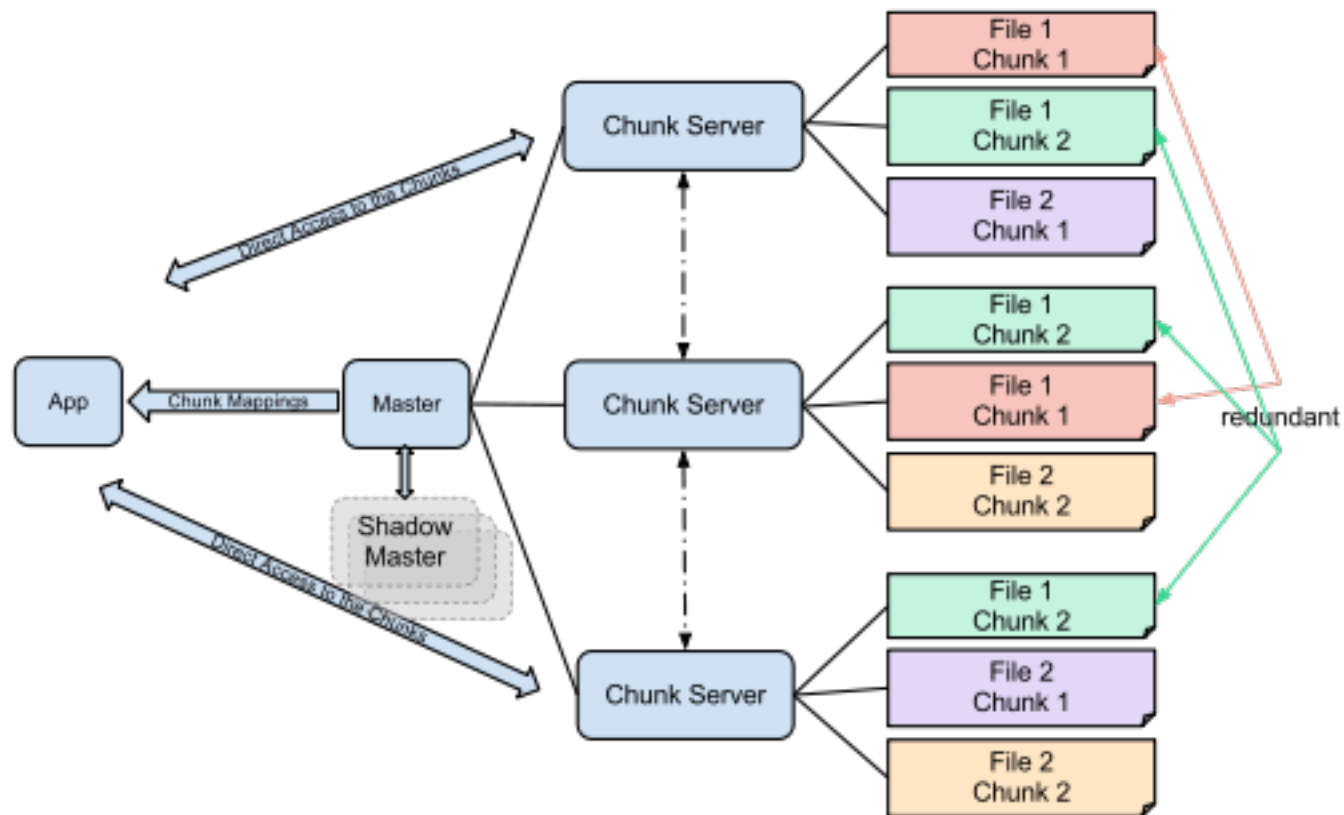 File 1
Chunk 1
File 1
Chunk 2
Chunk Server
File 2
Chunk 1
Direct Access to the Chunks
File 1
Chunk 2
App
Chunk Mappings
Master
Chunk Server
File 1
Chunk 1
redundant
File 2
Chunk 2
Shadow
Master
Direct Access to the Chunks
File 1
Chunk 2
Chunk Server
File 2
Chunk 1
File 2
Chunk 2